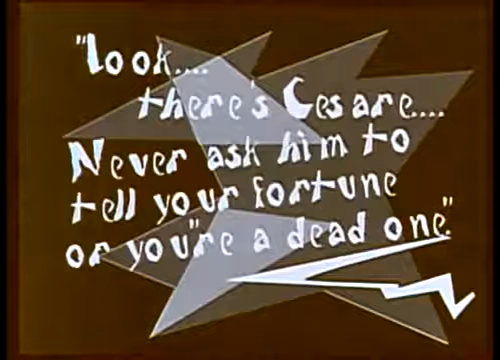 "Look....
there's Cesare....
Never ask him to
tell your fortune
or you"re a dead one."